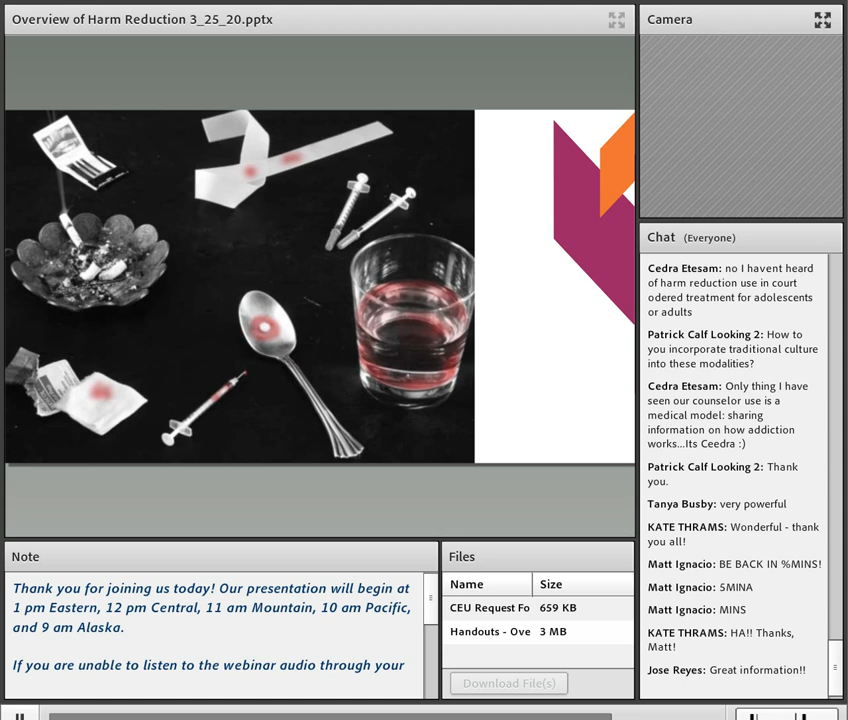 Overview of Harm Reduction 3_25_20.pptx
Camera
Chat (Everyone)
Cedra Etesam: no I havent heard
of harm reduction use in court
odered treatment for adolescents
or adults
Patrick Calf Looking 2: How to
you incorporate traditional culture
into these modalities?
Cedra Etesam: Only thing I have
seen our counselor use is a
medical model: sharing
information on how addiction
works...Its Ceedra :)
Patrick Calf Looking 2: Thank
you.
Tanya Busby: very powerful
KATE THRAMS: Wonderful - thank
you all!
Matt Ignacio: BE BACK IN %MINS!
Matt Ignacio: 5MINA
Matt Ignacio: MINS
KATE THRAMS: HA!! Thanks,
Matt!
Jose Reyes: Great information!!
Note
Thank you for joining us today! Our presentation will begin at
1 pm Eastern, 12 pm Central, 11 am Mountain, 10 am Pacific,
and 9 am Alaska.
If you are unable to listen to the webinar audio through your
Files
Name Size
CEU Request Fo 659 KB
Handouts - Ove 3 MB
Download File(s)